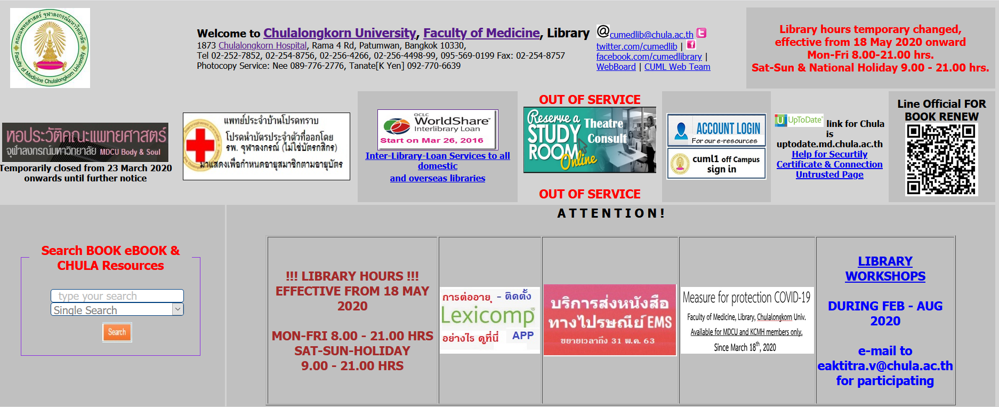 คณะแพทยศาสตร์ จุฬาลงกรณ์มหาวิทยาลัย
Faculty of Medicine Chulalongkorn University
Welcome to Chulalongkorn University, Faculty of Medicine, Library
1873 Chulalongkorn Hospital, Rama 4 Rd, Patumwan, Bangkok 10330,
Tel 02-252-7852, 02-254-8756, 02-256-4266, 02-256-4498-99, 095-569-0199 Fax: 02-254-8757
Photocopy Service: Nee 089-776-2776, Tanate[K Yen] 092-770-6639
@cumedlib@chula.ac.th
twitter.com/cumedlib |
facebook.com/cumedlibrary |
WebBoard | CUML Web Team
Library hours temporary changed,
effective from 18 May 2020 onward
Mon-Fri 8.00-21.00 hrs.
Sat-Sun & National Holiday 9.00 - 21.00 hrs.
หอประวัติคณะแพทยศาสตร์
จุฬาลงกรณ์มหาวิทยาลัย MDCU Body & Soul
Temporarily closed from 23 March 2020
onwards until further notice
แพทย์ประจำบ้านโปรดทราบ
โปรดนำบัตรประจำตัวที่ออกโดย
รพ. จุฬาลงกรณ์ (ไม่ใช่บัตรกสิกร)
มาแสดงเพื่อกำหนดอายุสมาชิกตามอายุบัตร
OCLC
WorldShare™
Interlibrary Loan
Start on Mar 26, 2016
Inter-Library-Loan Services to all
domestic
and overseas libraries
OUT OF SERVICE
Reserve a
STUDY
ROOM
Online
Theatre
Consult
OUT OF SERVICE
ACCOUNT LOGIN
For our e-resources
cuml1 off Campus
sign in
UpToDate® link for Chula
is
uptodate.md.chula.ac.th
Help for Securtily
Certificate & Connection
Untrusted Page
Line Official FOR
BOOK RENEW
ATTENTION!
Search BOOK eBOOK &
CHULA Resources
type your search
Single Search
Search
!!! LIBRARY HOURS !!!
EFFECTIVE FROM 18 MAY
2020
MON-FRI 8.00 - 21.00 HRS
SAT-SUN-HOLIDAY
9.00 - 21.00 HRS
การต่ออายุ - ติดตั้ง
Lexicomp®
อย่างไร ดูที่นี่ APP
บริการส่งหนังสือ
ทางไปรษณีย์ EMS
ขยายเวลาถึง 31 พ.ค. 63
Measure for protection COVID-19
Faculty of Medicine, Library, Chulalongkorn Univ.
Available for MDCU and KCMH members only.
Since March 18th, 2020
LIBRARY
WORKSHOPS
DURING FEB - AUG
2020
e-mail to
eaktitra.v@chula.ac.th
for participating